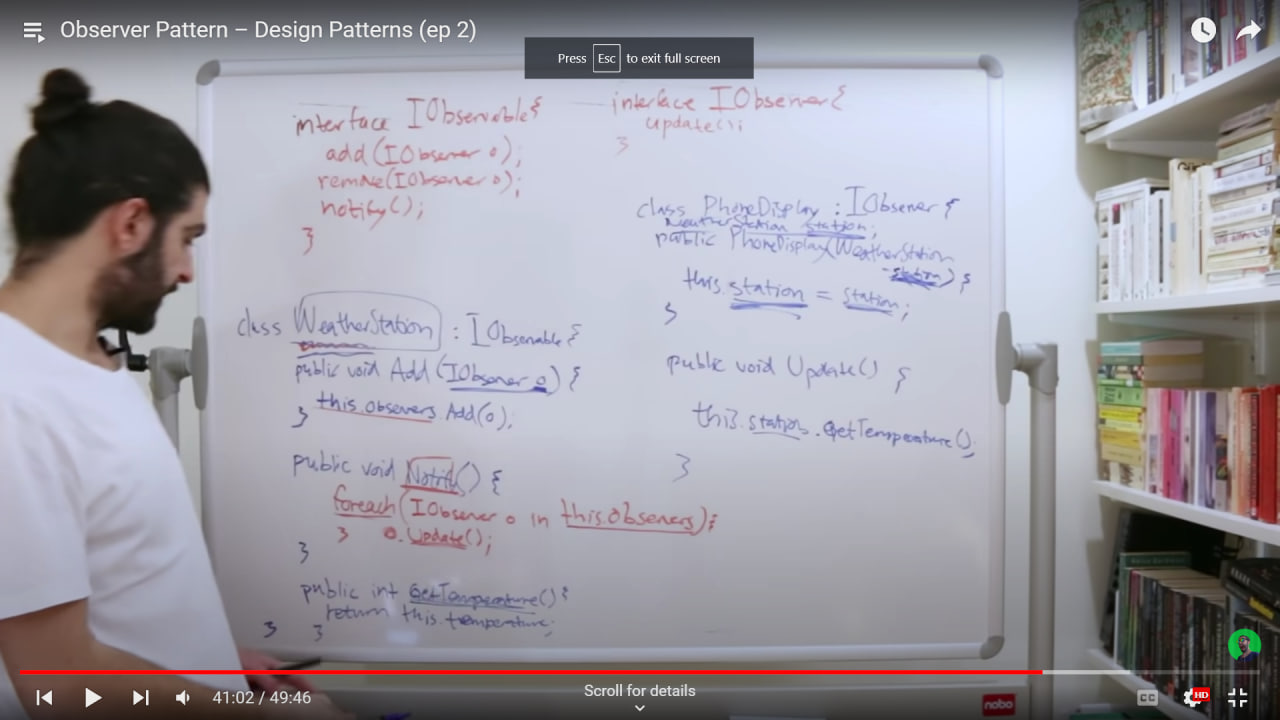 Observer Pattern – Design Patterns (ep 2)
Press Esc to exit full screen
interface IObservable{
add(IObserver o);
remove(IObserver o);
notify();
}
class WeatherStation : IObservable{
public void Add(IObserver o) {
this.observers.Add(o);
}
public void Notify() {
foreach(IObserver o in this.observers){
o.Update();
}
}
public int GetTemperature(){
return this.temperature;
}
}
interface IObserver{
update();
}
class PhoneDisplay : IObserver {
WeatherStation station;
public PhoneDisplay(WeatherStation
station) {
this.station = station;
}
public void Update() {
this.station.GetTemperature();
}
nobo
41:02 / 49:46
Scroll for details
CC
HD